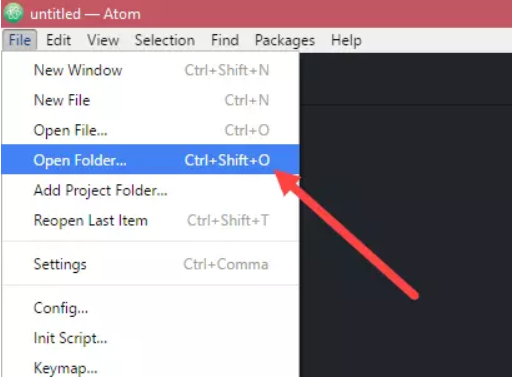 untitled — Atom
File Edit View Selection Find Packages Help
New Window Ctrl+Shift+N
New File Ctrl+N
Open File... Ctrl+O
Open Folder... Ctrl+Shift+O
Add Project Folder...
Reopen Last Item Ctrl+Shift+T
Settings Ctrl+Comma
Config...
Init Script...
Keymap...